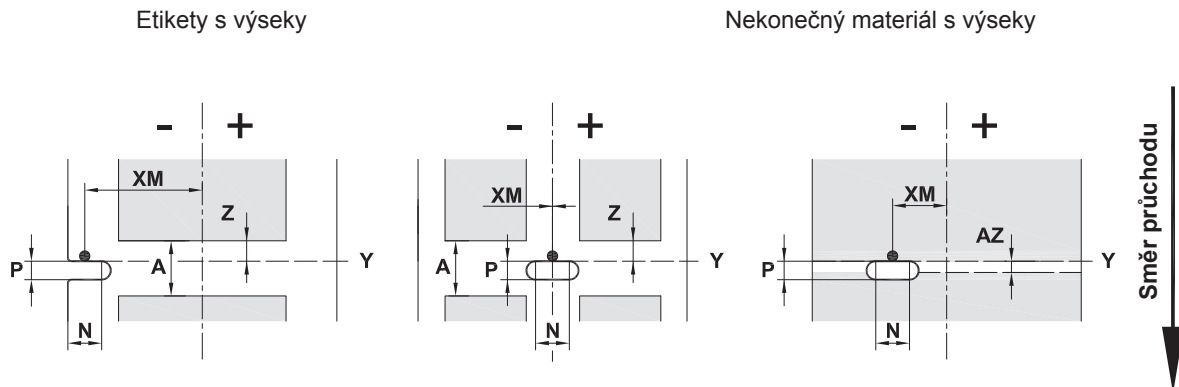 Etikety s výseky
Nekonečný materiál s výseky
- +
XM
Z
P
A
Y
N
- +
XM
Z
A
P
Y
N
- +
XM
AZ
P
Y
N
Směr průchodu